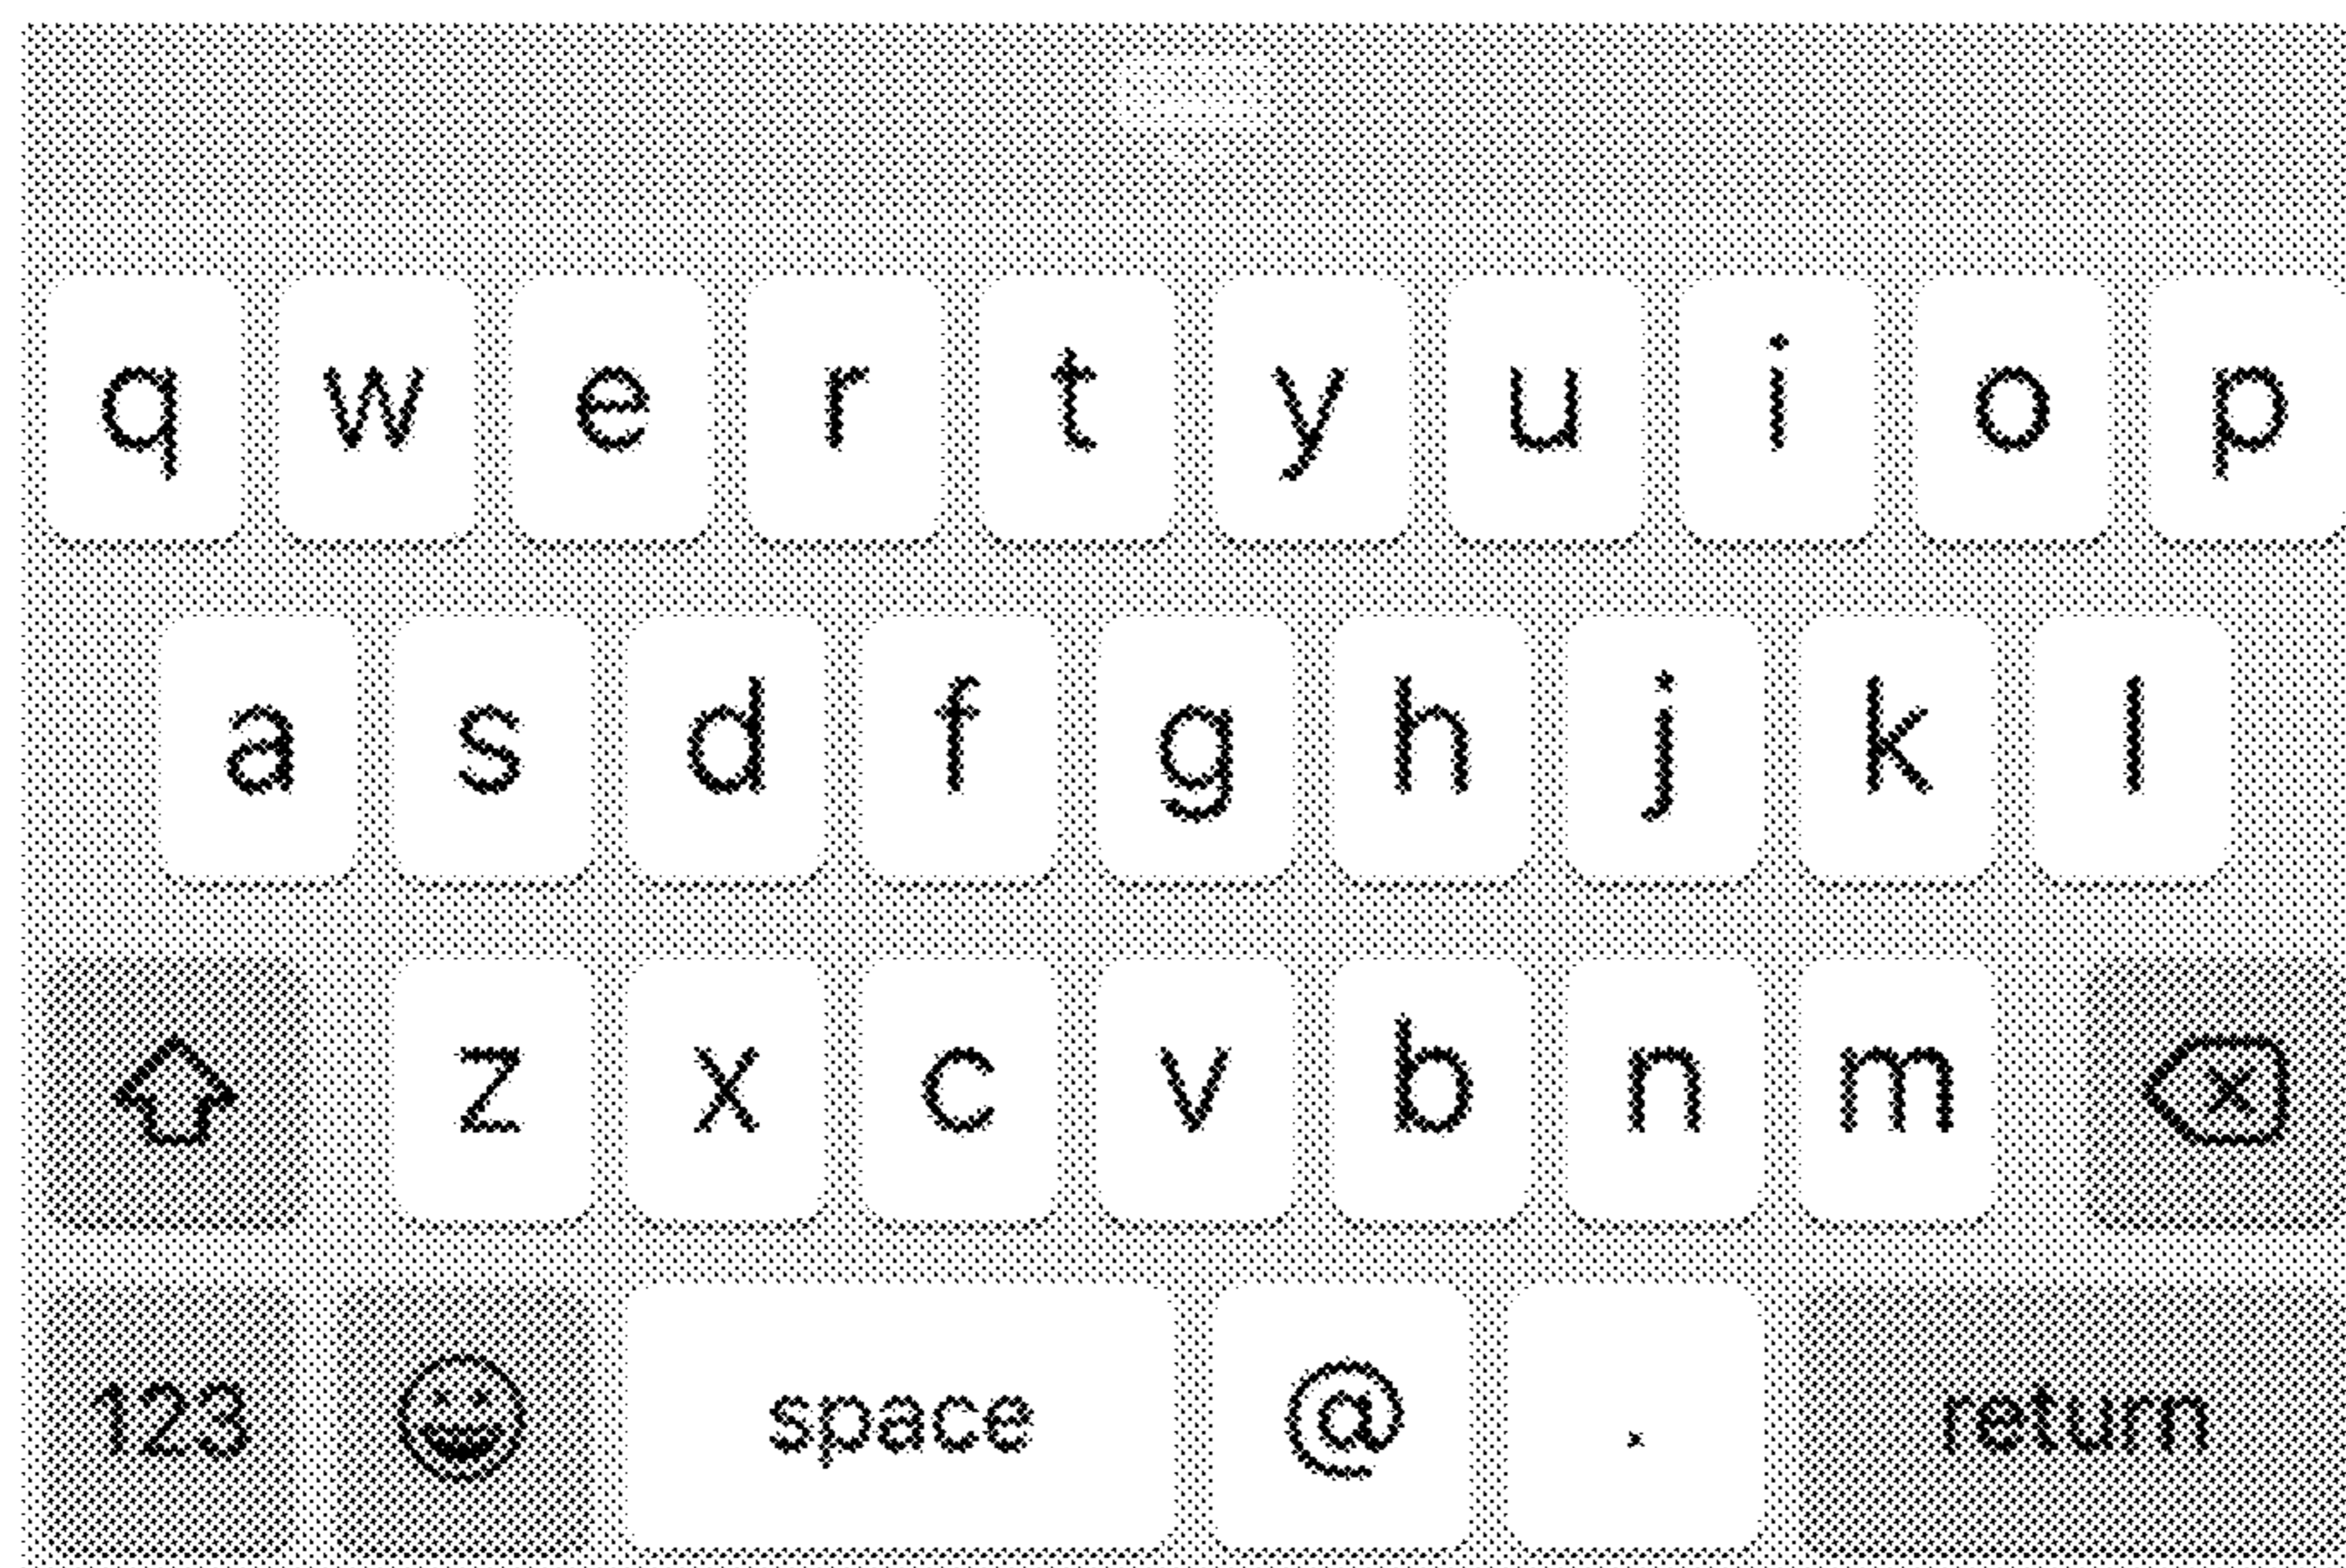 q w e r t y u i o p
a s d f g h j k l
z x c v b n m
123 space @ . return